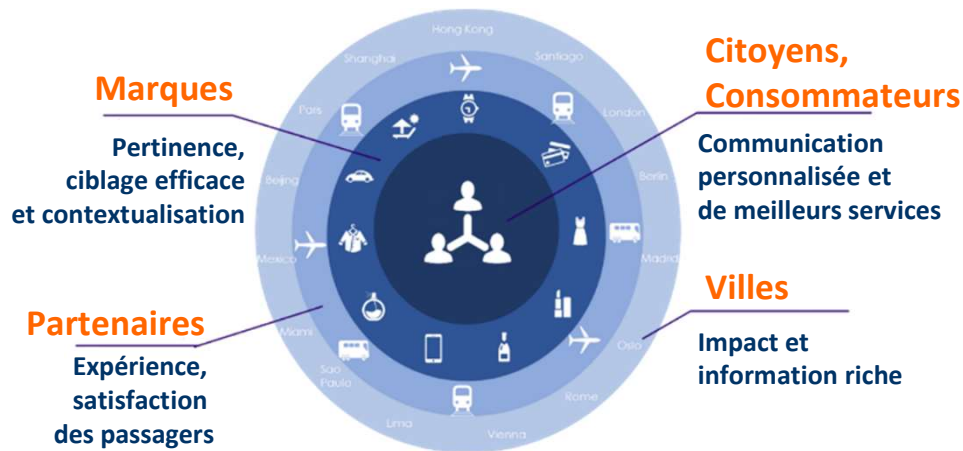 Marques
Pertinence,
ciblage efficace
et contextualisation
Citoyens,
Consommateurs
Communication
personnalisée et
de meilleurs services
Partenaires
Expérience,
satisfaction
des passagers
Villes
Impact et
information riche
Hong Kong
Santiago
London
Berlin
Madrid
Oslo
Rome
Vienna
Lima
Sao
Paulo
Miami
Mexico
Beijing
Paris
Shanghai